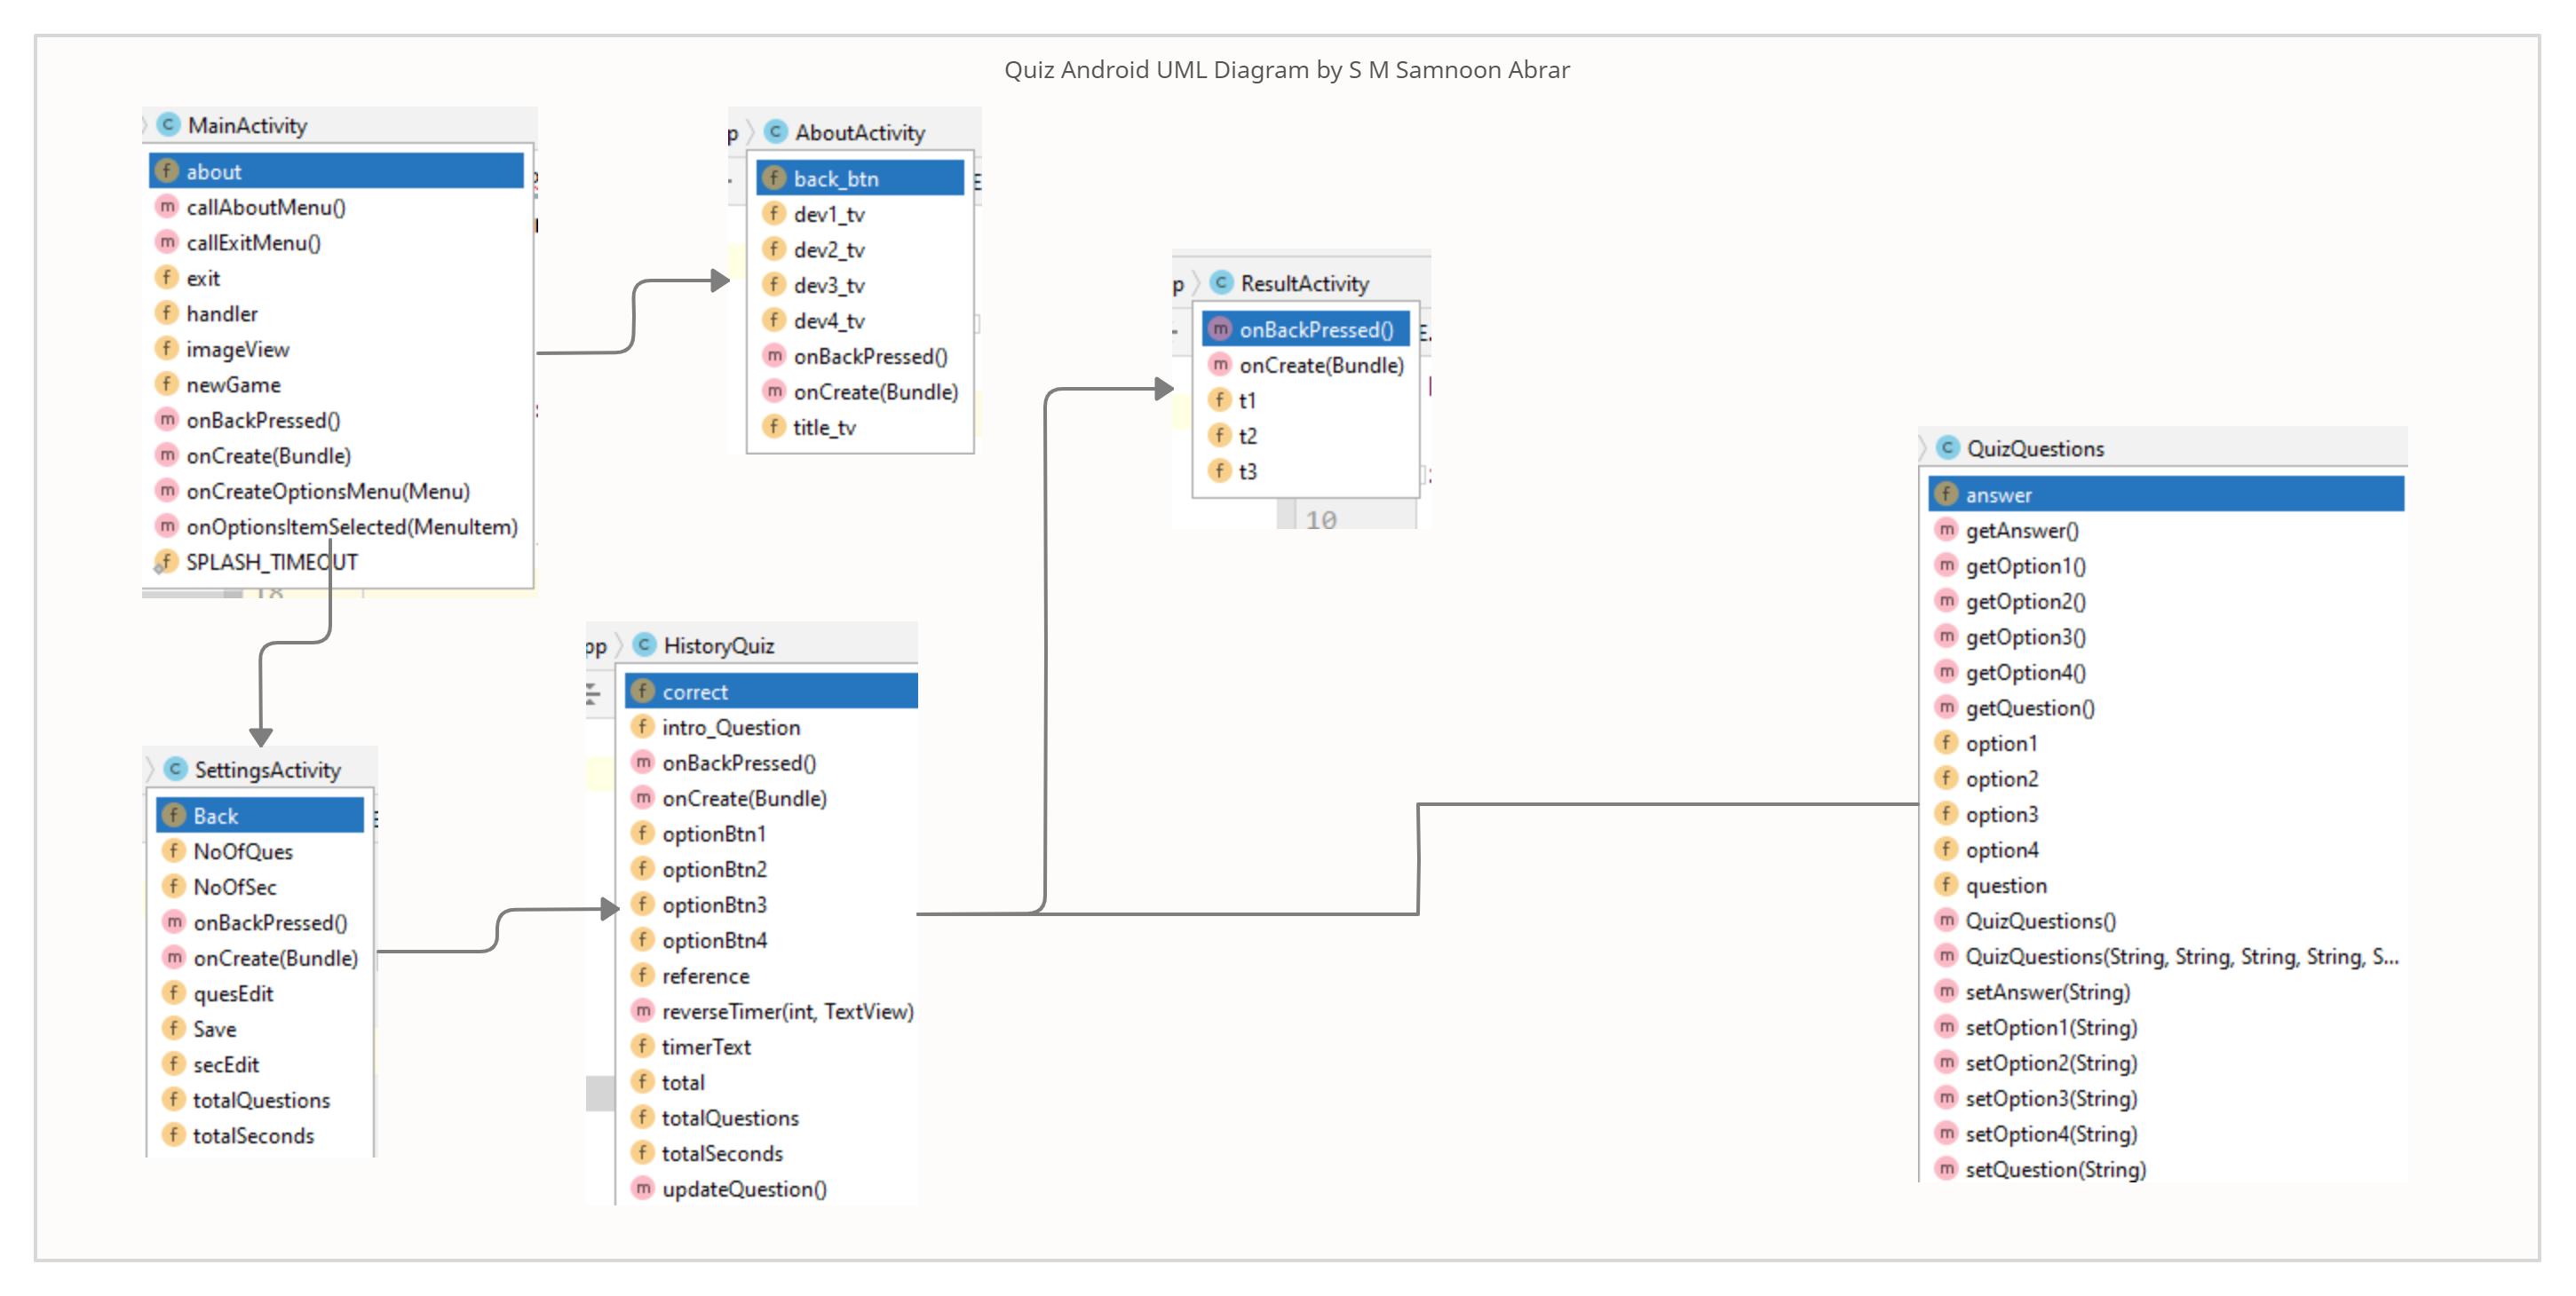 Quiz Android UML Diagram by S M Samnoon Abrar
MainActivity
about
callAboutMenu()
callExitMenu()
exit
handler
imageView
newGame
onBackPressed()
onCreate(Bundle)
onCreateOptionsMenu(Menu)
onOptionsItemSelected(MenuItem)
SPLASH_TIMEOUT
18
p
AboutActivity
back_btn
E
dev1_tv
dev2_tv
dev3_tv
dev4_tv
onBackPressed()
onCreate(Bundle)
title_tv
p
ResultActivity
onBackPressed()
E.
onCreate(Bundle)
t1
t2
t3
10
SettingsActivity
Back
NoOfQues
NoOfSec
onBackPressed()
onCreate(Bundle)
quesEdit
Save
secEdit
totalQuestions
totalSeconds
pp
HistoryQuiz
correct
intro_Question
onBackPressed()
onCreate(Bundle)
optionBtn1
optionBtn2
optionBtn3
optionBtn4
reference
reverseTimer(int, TextView)
timerText
total
totalQuestions
totalSeconds
updateQuestion()
QuizQuestions
answer
getAnswer()
getOption1()
getOption2()
getOption3()
getOption4()
getQuestion()
option1
option2
option3
option4
question
QuizQuestions()
QuizQuestions(String, String, String, String, S...
setAnswer(String)
setOption1(String)
setOption2(String)
setOption3(String)
setOption4(String)
setQuestion(String)